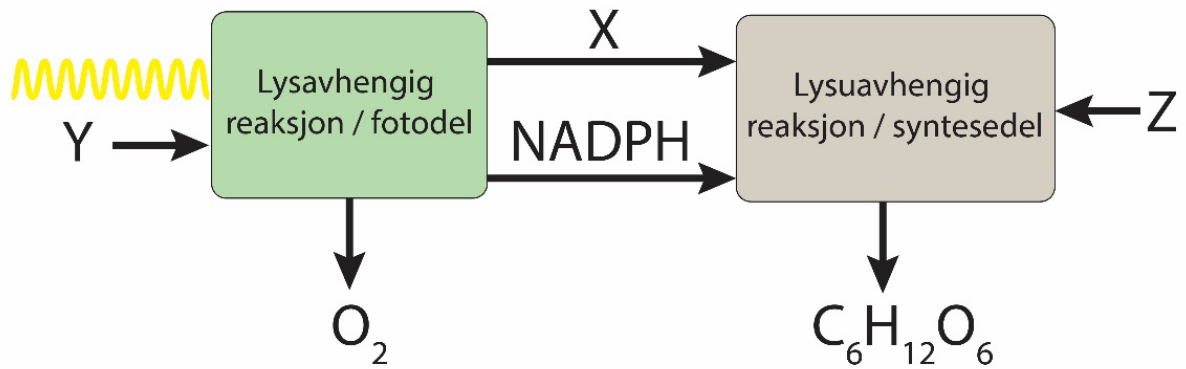 X
Lysavhengig
reaksjon / fotodel
Lysuavhengig
reaksjon / syntesedel
Y
NADPH
Z
O₂
C₆H₁₂O₆